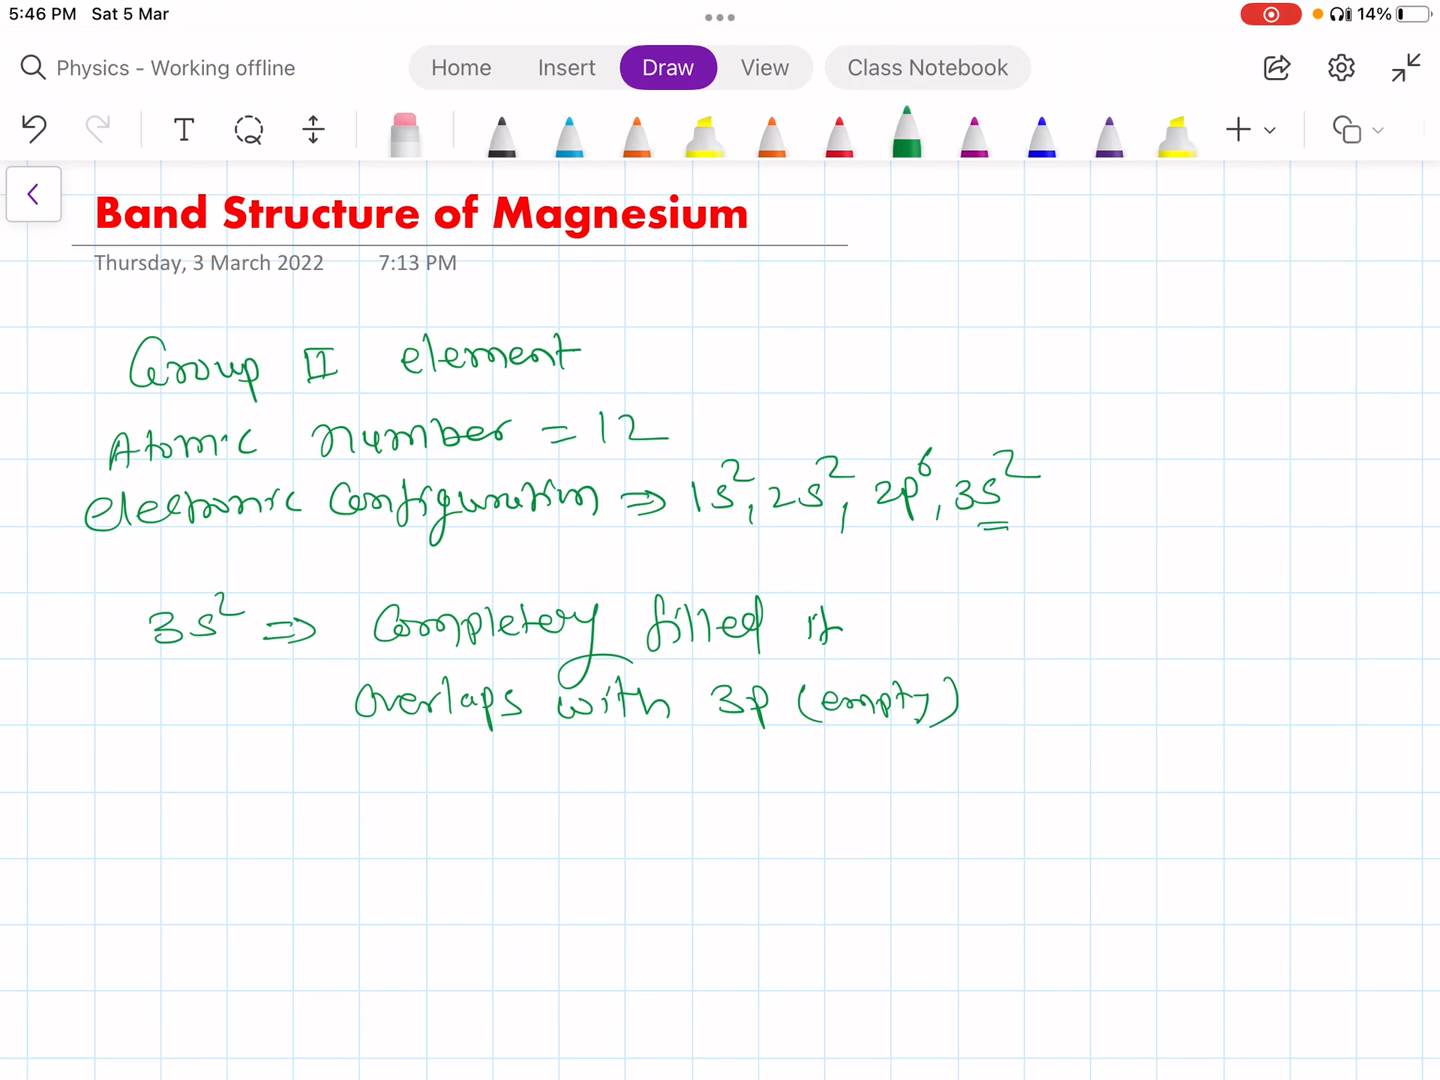 5:46 PM Sat 5 Mar
14%
Physics - Working offline
Home Insert Draw View Class Notebook
T
Band Structure of Magnesium
Thursday, 3 March 2022 7:13 PM
Group II element
Atomic number = 12
electronic configuration ⇒ 1s², 2s², 2p⁶, 3s²
3s² ⇒ completely filled it
overlaps with 3p (empty)